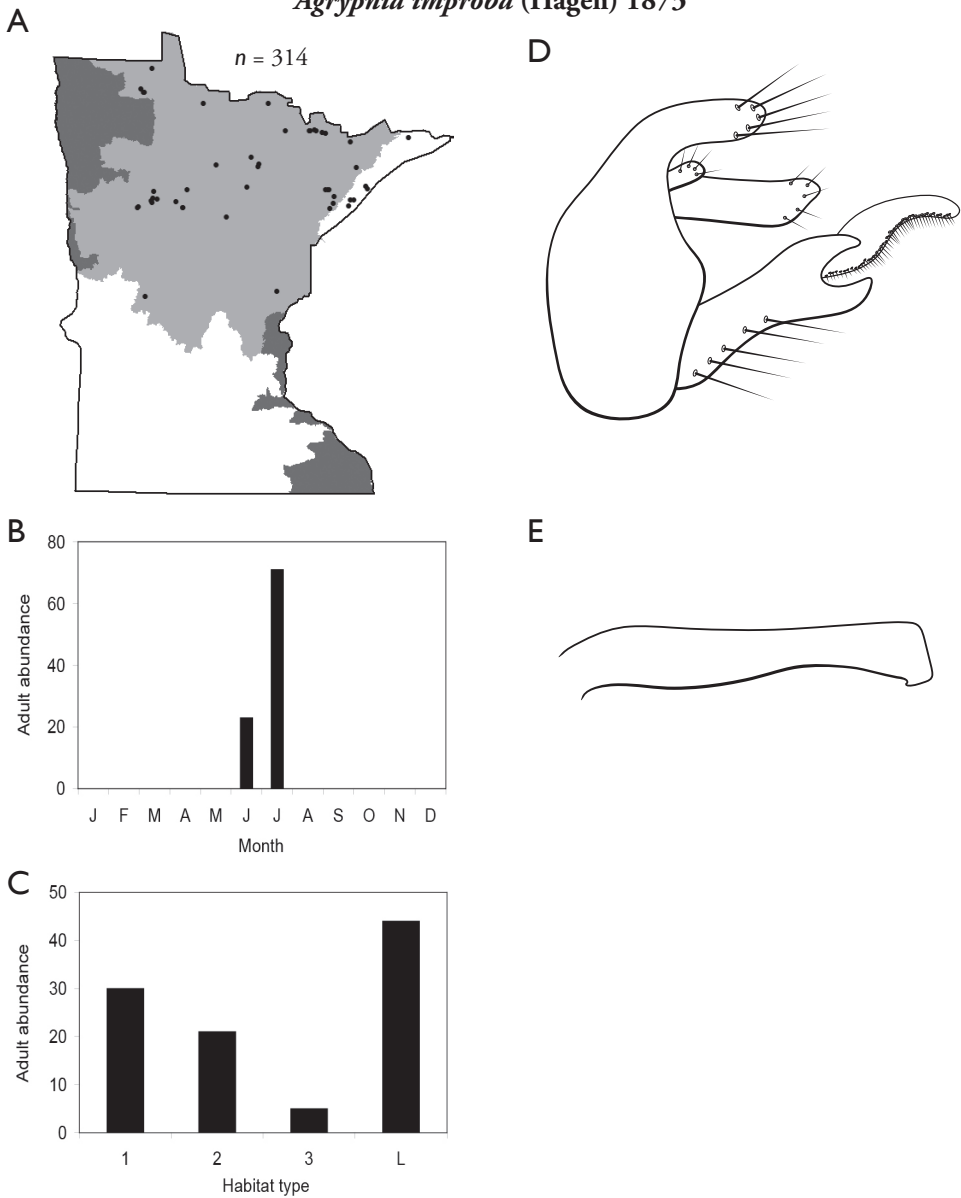 Agrypnia improba (Hagen) 1873
A
n = 314
D
B
80
60
40
20
0
Adult abundance
J F M A M J J A S O N D
Month
E
C
50
40
30
20
10
0
Adult abundance
1 2 3 L
Habitat type